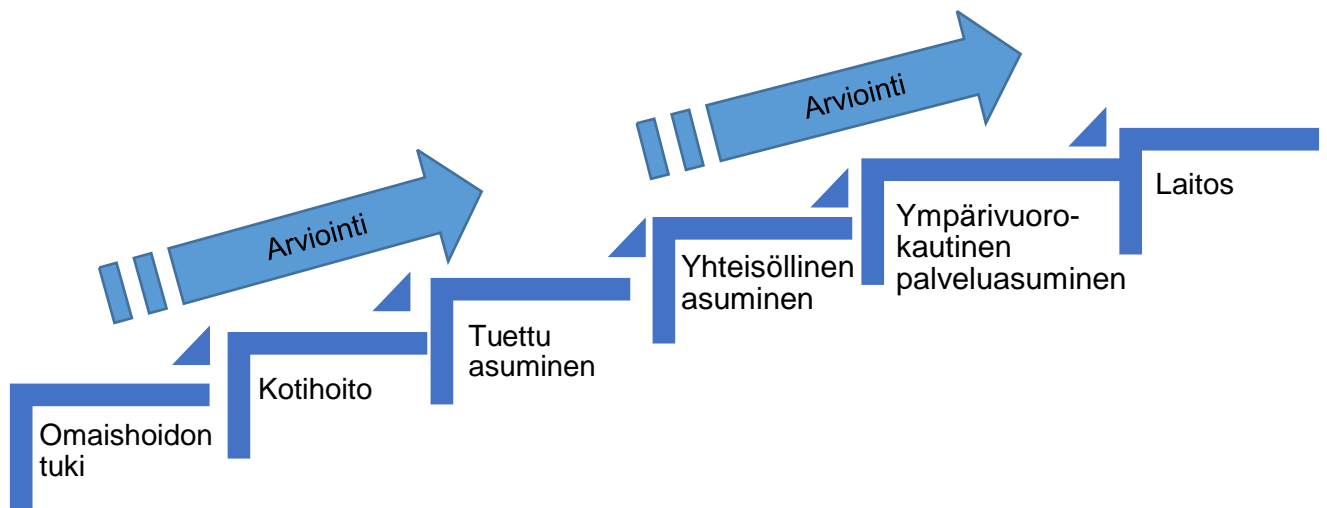 Arviointi
Arviointi
Omaishoidon
tuki
Kotihoito
Tuettu
asuminen
Yhteisöllinen
asuminen
Ympärivuoro-
kautinen
palveluasuminen
Laitos